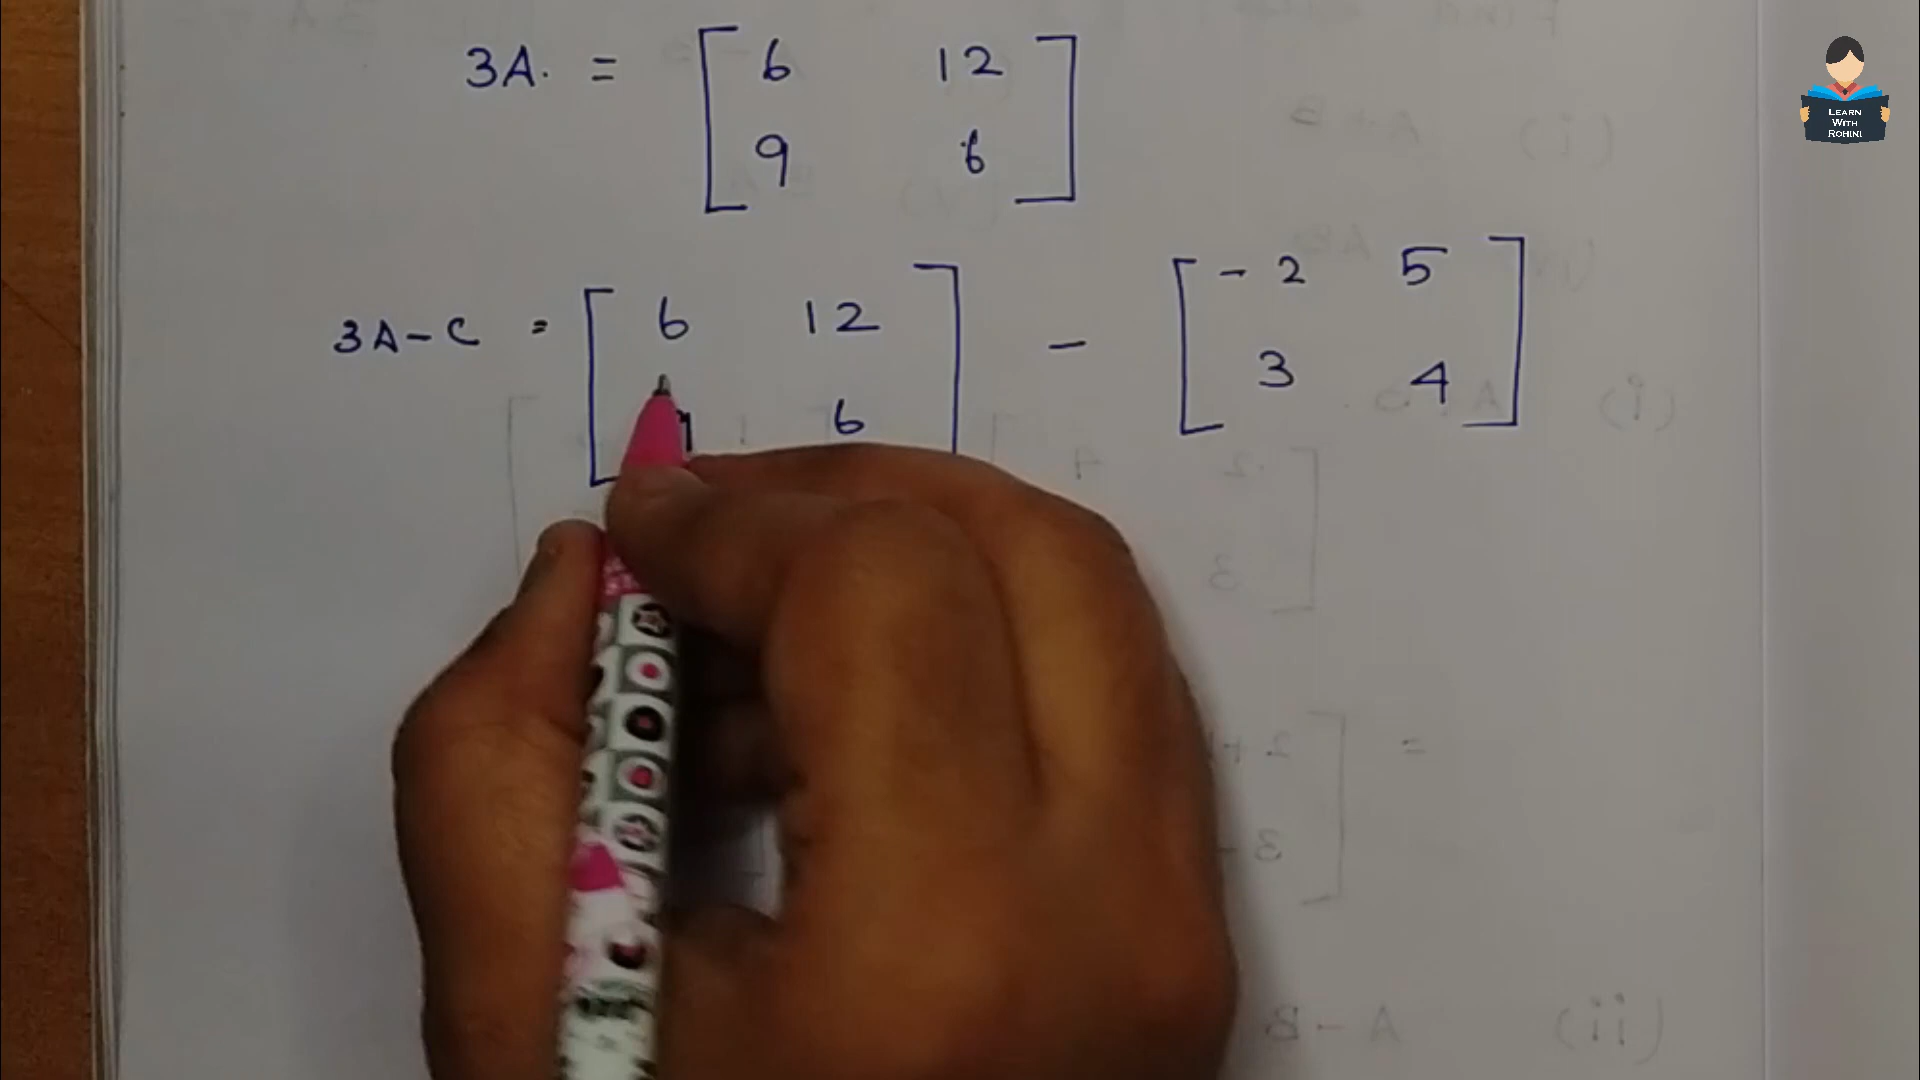 3A. = [ 6 12
9 6 ]
3A-C = [ 6 12 ] - [ -2 5
6
3 4 ]
LEARN
WITH
ROHINI